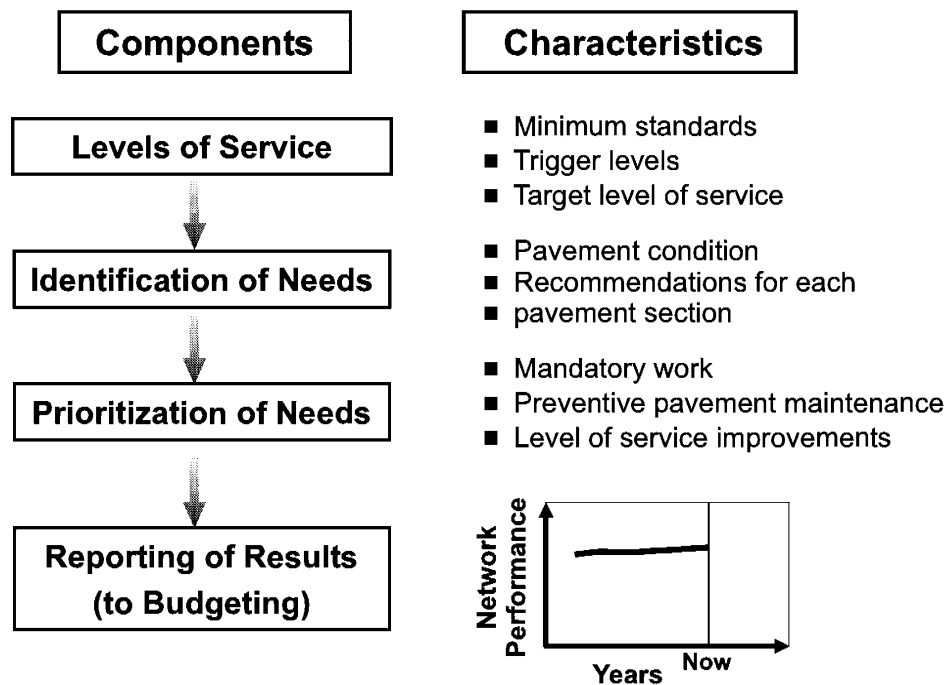 Components
Characteristics
Levels of Service
■ Minimum standards
■ Trigger levels
■ Target level of service
Identification of Needs
■ Pavement condition
■ Recommendations for each
■ pavement section
Prioritization of Needs
■ Mandatory work
■ Preventive pavement maintenance
■ Level of service improvements
Reporting of Results
(to Budgeting)
Network
Performance
Years
Now